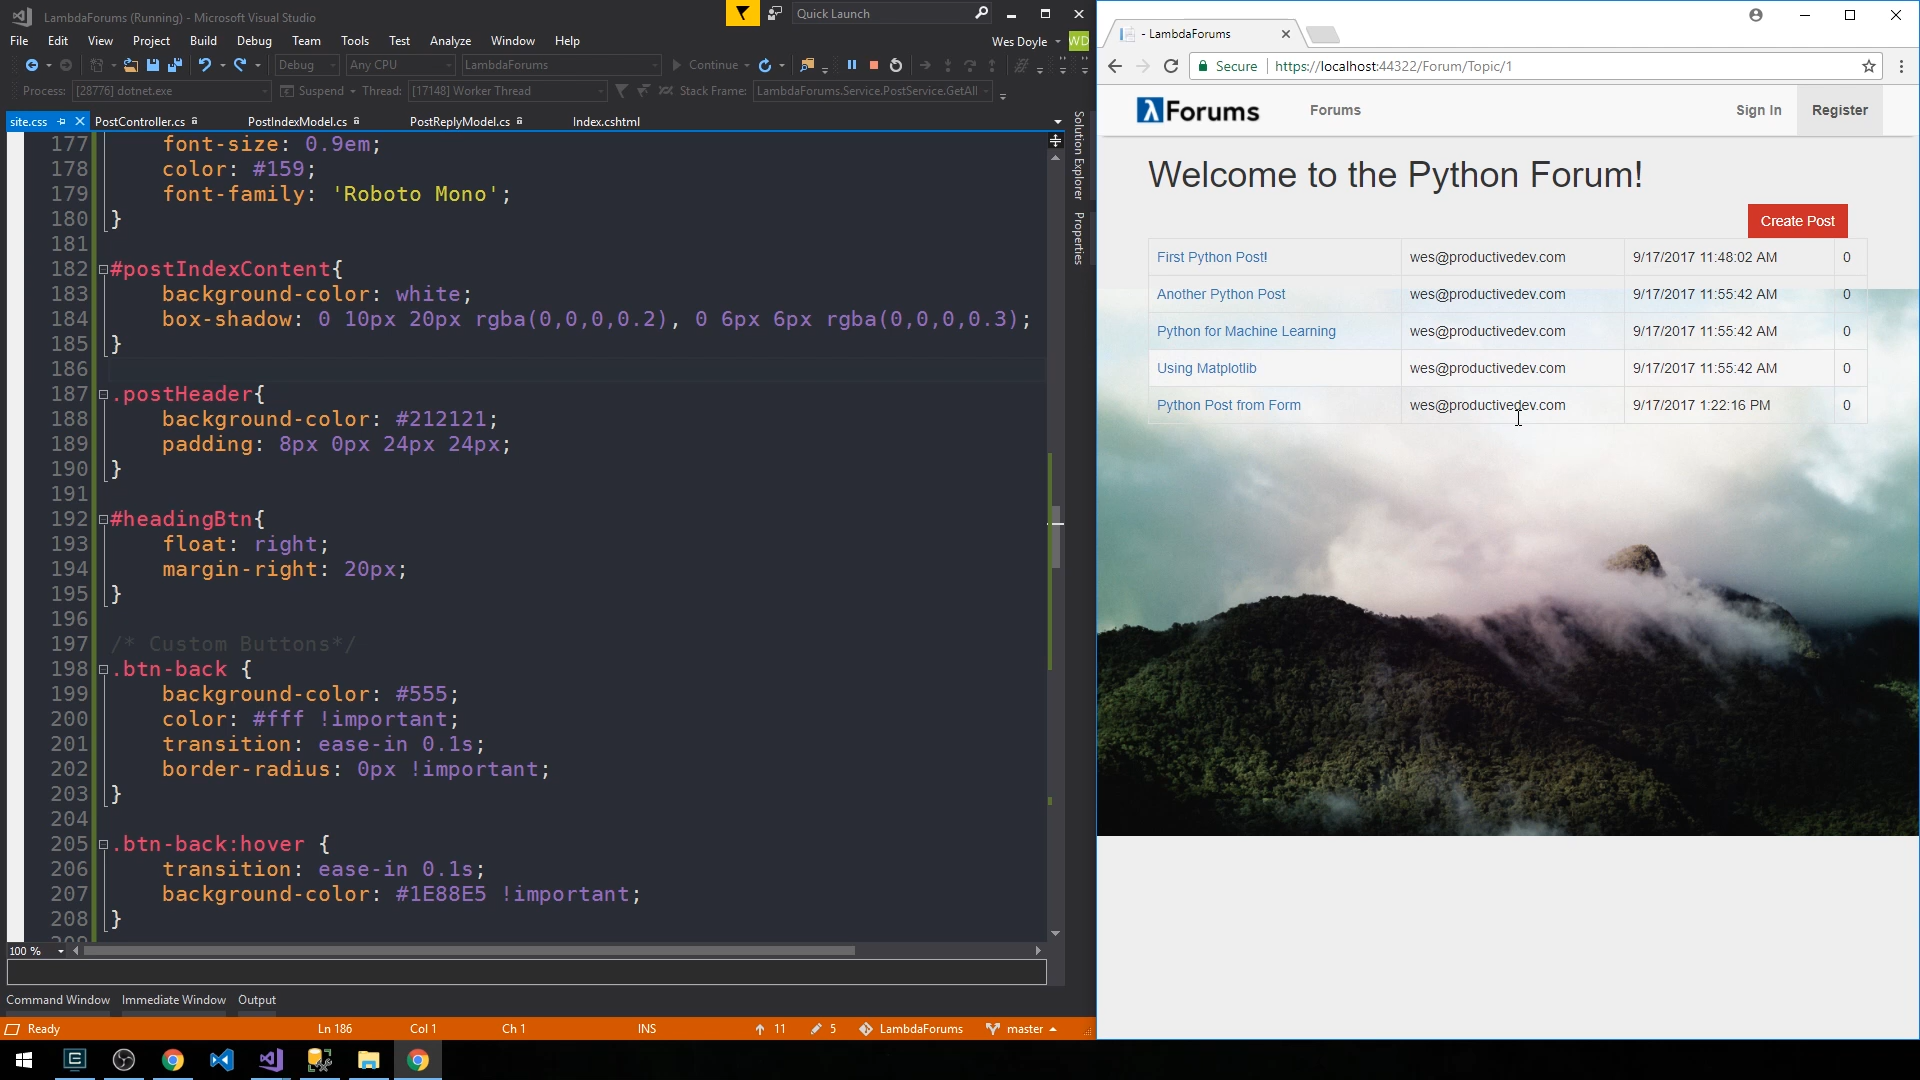 LambdaForums (Running) - Microsoft Visual Studio
Quick Launch
File Edit View Project Build Debug Team Tools Test Analyze Window Help
Wes Doyle WD
Debug Any CPU LambdaForums Continue
Process: [28776] dotnet.exe Suspend Thread: [17148] Worker Thread Stack Frame: LambdaForums.Service.PostService.GetAll
site.css PostController.cs PostIndexModel.cs PostReplyModel.cs Index.cshtml
Solution Explorer
Properties
177 font-size: 0.9em;
178 color: #159;
179 font-family: 'Roboto Mono';
180 }
181
182 #postIndexContent{
183 background-color: white;
184 box-shadow: 0 10px 20px rgba(0,0,0,0.2), 0 6px 6px rgba(0,0,0,0.3);
185 }
186
187 .postHeader{
188 background-color: #212121;
189 padding: 8px 0px 24px 24px;
190 }
191
192 #headingBtn{
193 float: right;
194 margin-right: 20px;
195 }
196
197 /* Custom Buttons*/
198 .btn-back {
199 background-color: #555;
200 color: #fff !important;
201 transition: ease-in 0.1s;
202 border-radius: 0px !important;
203 }
204
205 .btn-back:hover {
206 transition: ease-in 0.1s;
207 background-color: #1E88E5 !important;
208 }
209
100 %
Command Window Immediate Window Output
Ready Ln 186 Col 1 Ch 1 INS 11 5 LambdaForums master
- LambdaForums
Secure https://localhost:44322/Forum/Topic/1
λForums Forums Sign In Register
Welcome to the Python Forum!
Create Post
First Python Post! wes@productivedev.com 9/17/2017 11:48:02 AM 0
Another Python Post wes@productivedev.com 9/17/2017 11:55:42 AM 0
Python for Machine Learning wes@productivedev.com 9/17/2017 11:55:42 AM 0
Using Matplotlib wes@productivedev.com 9/17/2017 11:55:42 AM 0
Python Post from Form wes@productivedev.com 9/17/2017 1:22:16 PM 0